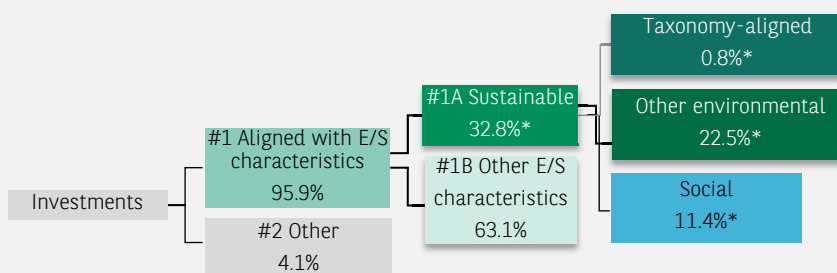 Investments
#1 Aligned with E/S
characteristics
95.9%
#2 Other
4.1%
#1A Sustainable
32.8%*
#1B Other E/S
characteristics
63.1%
Taxonomy-aligned
0.8%*
Other environmental
22.5%*
Social
11.4%*